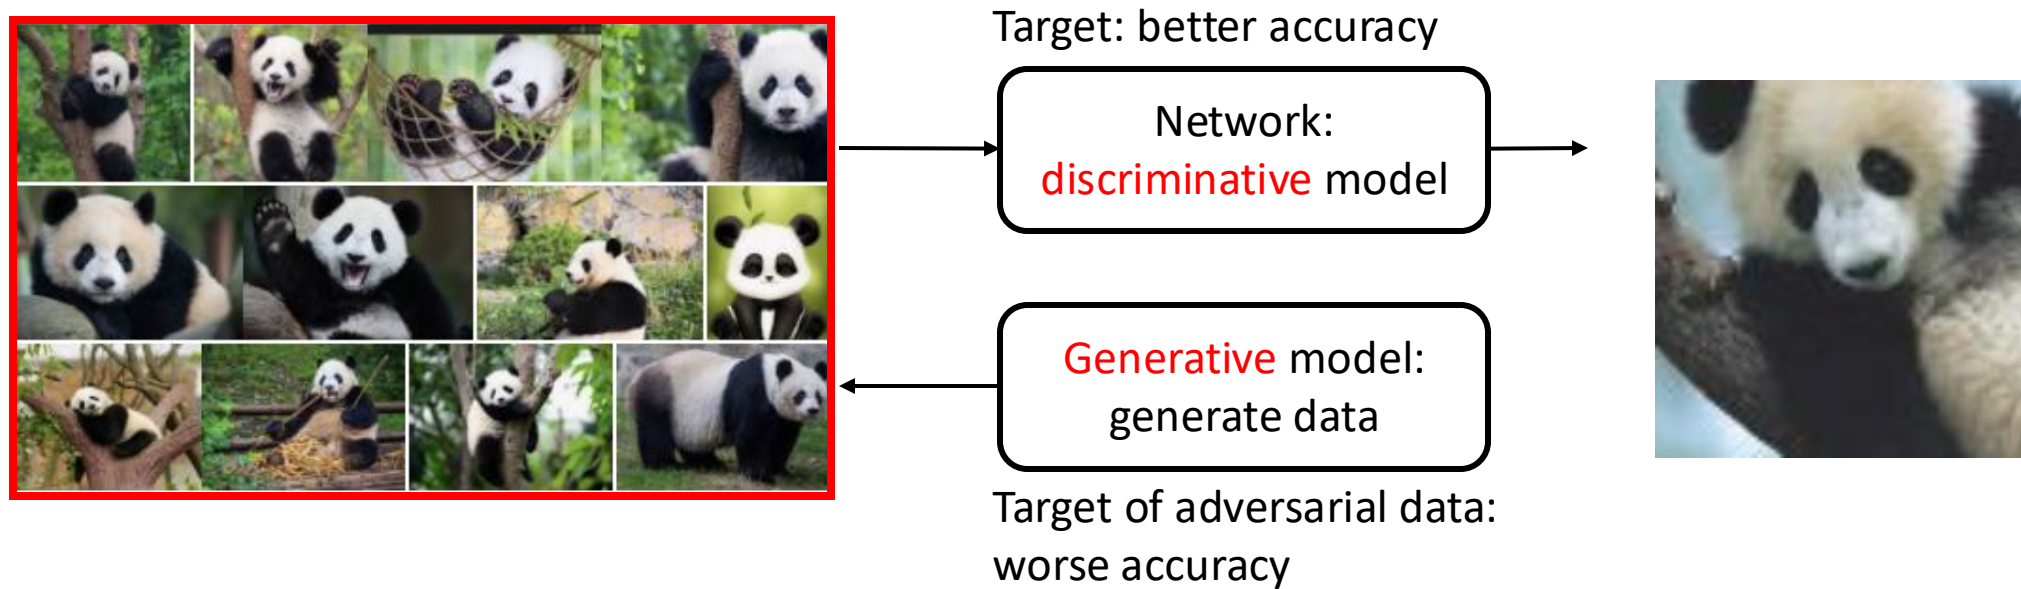 Target: better accuracy
Network:
discriminative model
Generative model:
generate data
Target of adversarial data:
worse accuracy